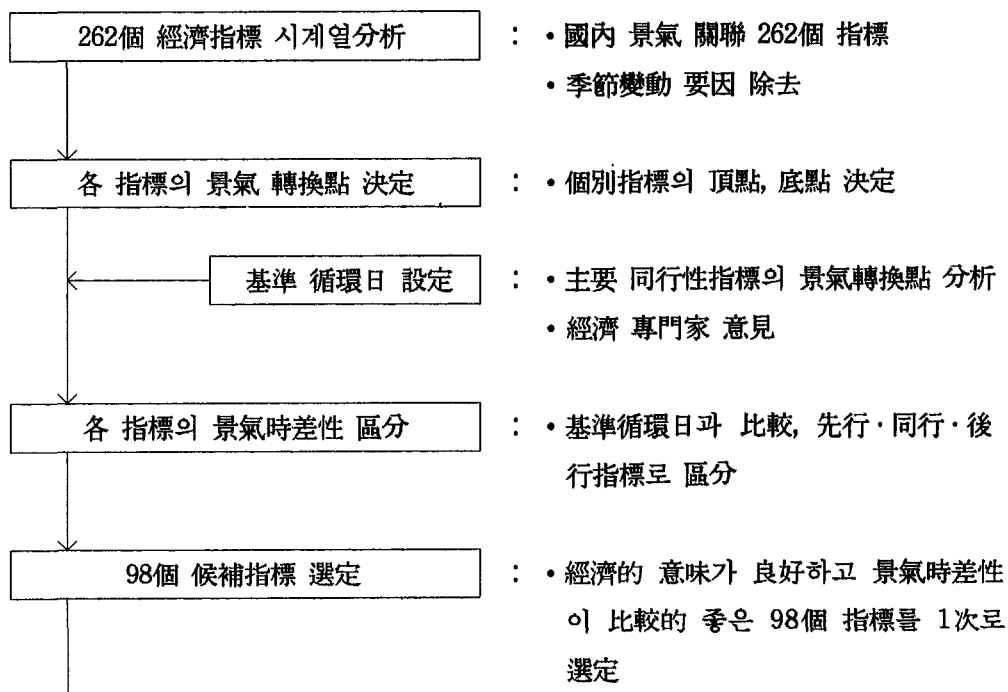 262個 經濟指標 시계열분석 : • 國內 景氣 關聯 262個 指標
• 季節變動 要因 除去
各 指標의 景氣 轉換點 決定 : • 個別指標의 頂點, 底點 決定
基準 循環日 設定 : • 主要 同行性指標의 景氣轉換點 分析
• 經濟 專門家 意見
各 指標의 景氣時差性 區分 : • 基準循環日과 比較, 先行·同行·後
行指標로 區分
98個 候補指標 選定 : • 經濟的 意味가 良好하고 景氣時差性
이 比較的 좋은 98個 指標를 1次로
選定